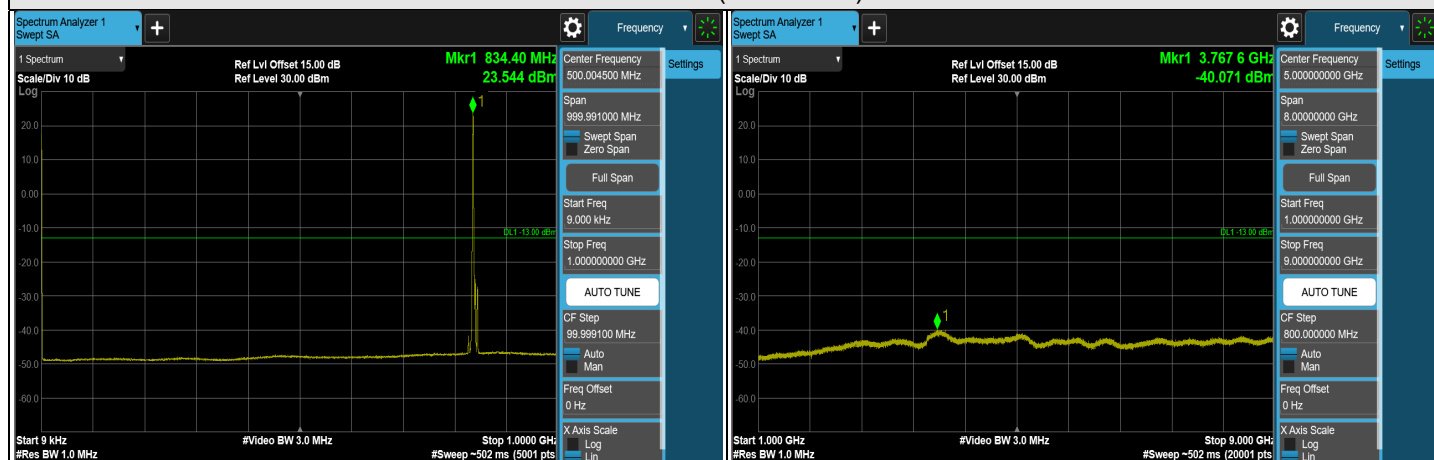 Spectrum Analyzer 1
Swept SA
+
Frequency
1 Spectrum
Scale/Div 10 dB
Log
Ref Lvl Offset 15.00 dB
Ref Level 30.00 dBm
Mkr1 834.40 MHz
23.544 dBm
1
20.0
10.0
0.00
-10.0
-20.0
-30.0
-40.0
-50.0
-60.0
DL1 -13.00 dBm
Start 9 kHz
#Res BW 1.0 MHz
#Video BW 3.0 MHz
Stop 1.0000 GHz
#Sweep ~502 ms (5001 pts
Center Frequency
500.004500 MHz
Span
999.991000 MHz
Swept Span
Zero Span
Full Span
Start Freq
9.000 kHz
Stop Freq
1.000000000 GHz
AUTO TUNE
CF Step
99.999100 MHz
Auto
Man
Freq Offset
0 Hz
X Axis Scale
Log
Lin
Settings
Spectrum Analyzer 1
Swept SA
+
Frequency
1 Spectrum
Scale/Div 10 dB
Log
Ref Lvl Offset 15.00 dB
Ref Level 30.00 dBm
Mkr1 3.767 6 GHz
-40.071 dBm
1
20.0
10.0
0.00
-10.0
-20.0
-30.0
-40.0
-50.0
-60.0
DL1 -13.00 dBm
Start 1.000 GHz
#Res BW 1.0 MHz
#Video BW 3.0 MHz
Stop 9.000 GHz
#Sweep ~502 ms (20001 pts
Center Frequency
5.000000000 GHz
Span
8.00000000 GHz
Swept Span
Zero Span
Full Span
Start Freq
1.000000000 GHz
Stop Freq
9.000000000 GHz
AUTO TUNE
CF Step
800.000000 MHz
Auto
Man
Freq Offset
0 Hz
X Axis Scale
Log
Lin
Settings